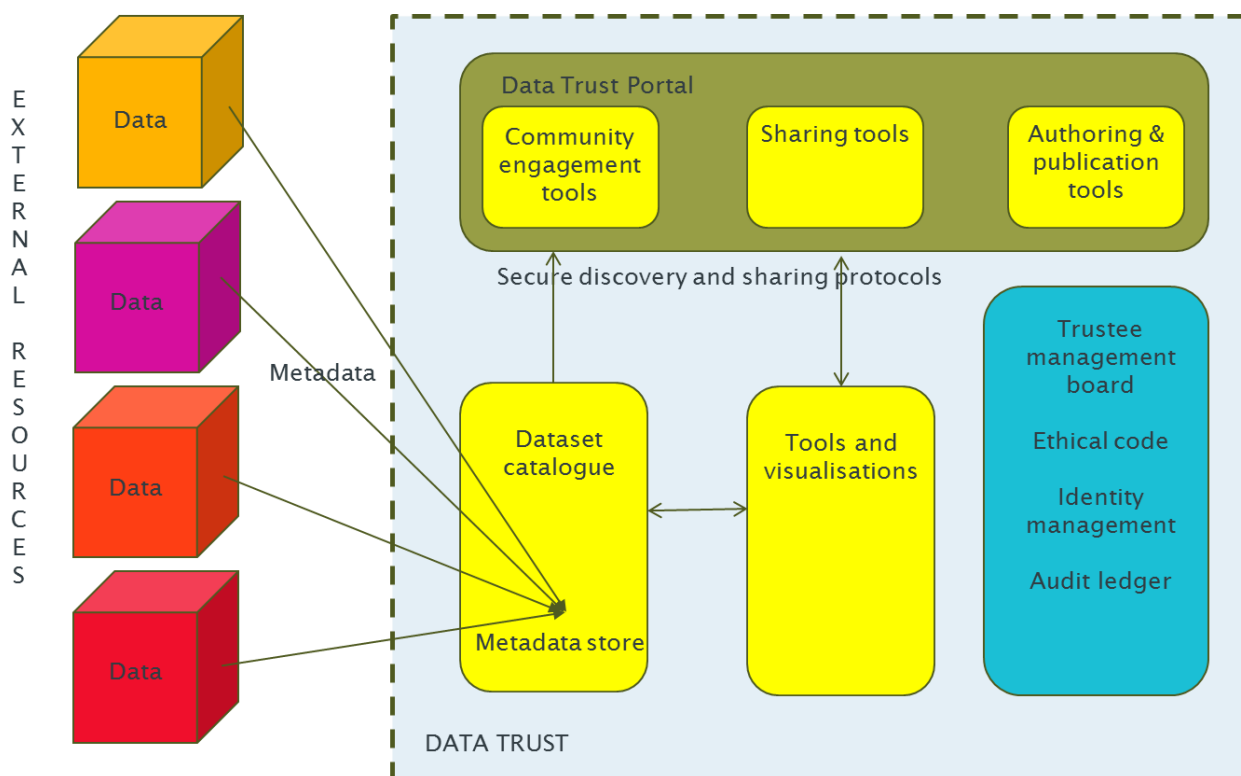 EXTERNAL RESOURCES
Data
Data
Data
Data
Metadata
Data Trust Portal
Community
engagement
tools
Sharing tools
Authoring &
publication
tools
Secure discovery and sharing protocols
Dataset
catalogue
Metadata store
Tools and
visualisations
Trustee
management
board
Ethical code
Identity
management
Audit ledger
DATA TRUST